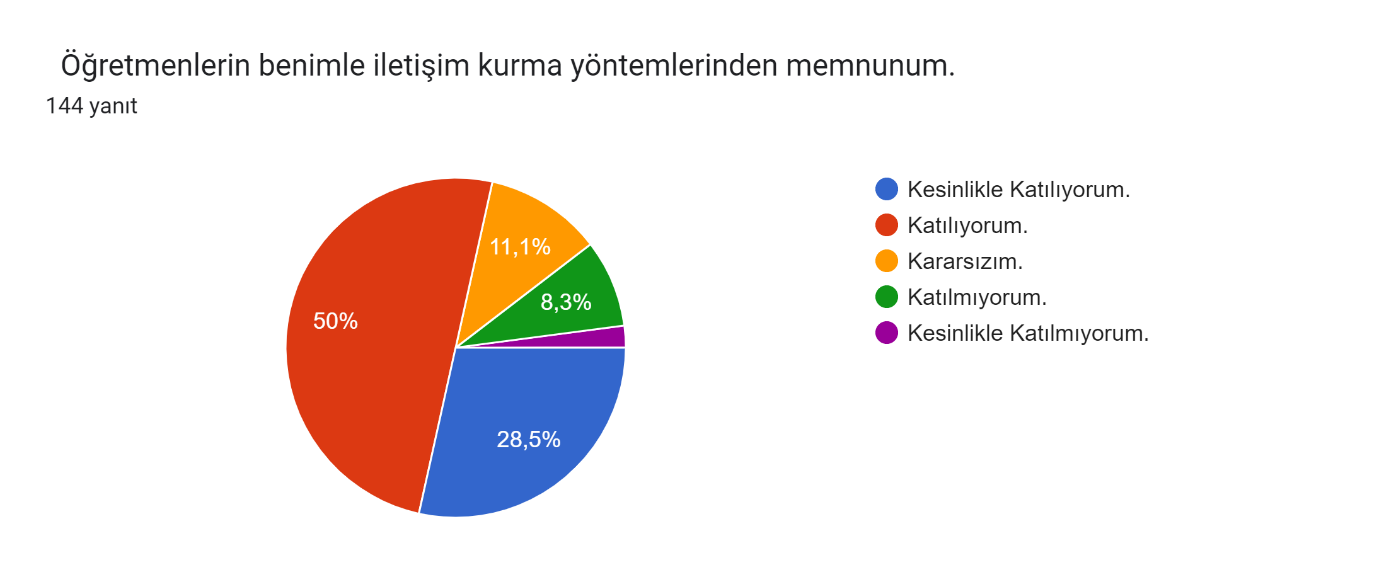 Öğretmenlerin benimle iletişim kurma yöntemlerinden memnunum.
144 yanıt
Kesinlikle Katılıyorum.
Katılıyorum.
Kararsızım.
Katılmıyorum.
Kesinlikle Katılmıyorum.
11,1%
8,3%
50%
28,5%